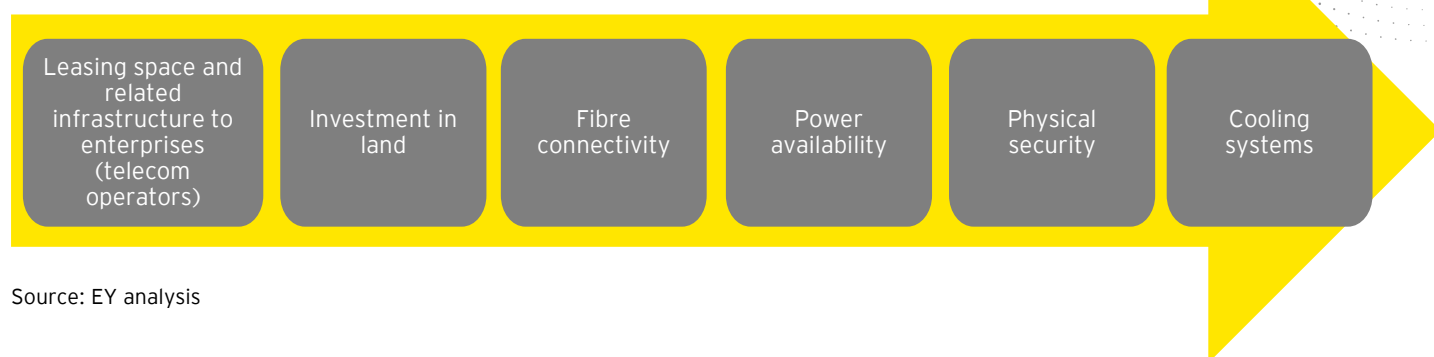 Leasing space and
related
infrastructure to
enterprises
(telecom
operators)
Investment in
land
Fibre
connectivity
Power
availability
Physical
security
Cooling
systems
Source: EY analysis